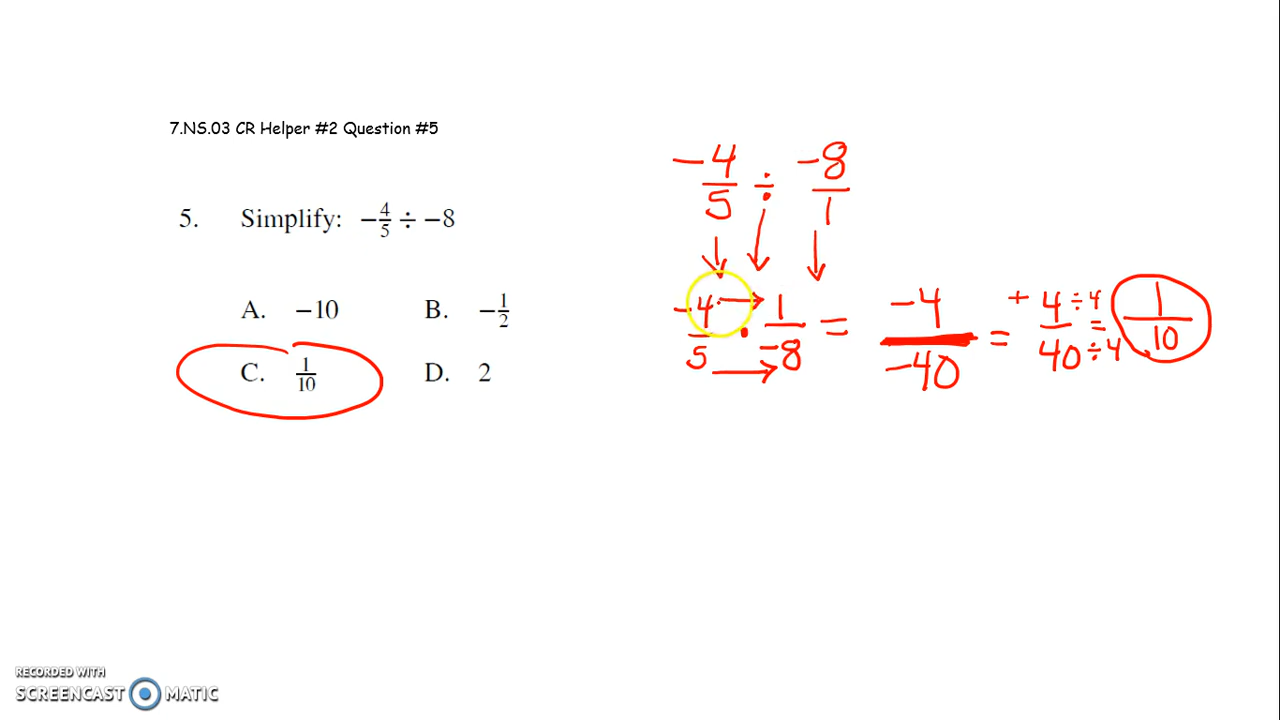 7.NS.03 CR Helper #2 Question #5
5. Simplify: −4/5 ÷ −8
A. −10 B. −1/2
C. 1/10 D. 2
−4/5 ÷ −8/1
−4/5 · 1/−8 = −4/−40 = + 4÷4/40÷4 = 1/10
RECORDED WITH
SCREENCAST MATIC